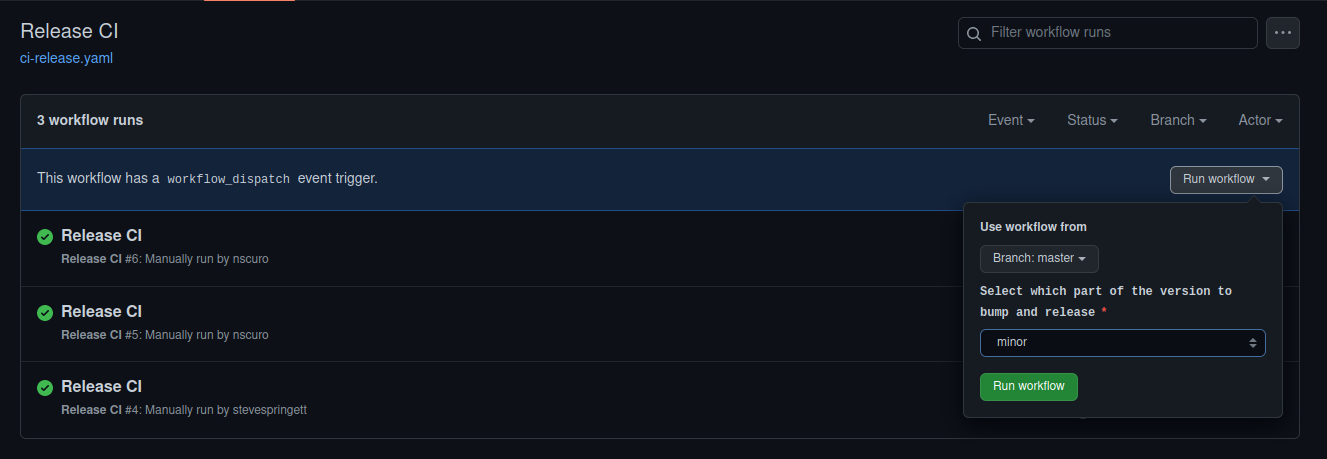 Release CI
Filter workflow runs
ci-release.yaml
3 workflow runs
Event
Status
Branch
Actor
This workflow has a workflow_dispatch event trigger.
Run workflow
Use workflow from
Branch: master
Select which part of the version to
bump and release *
minor
Run workflow
Release CI
Release CI #6: Manually run by nscuro
Release CI
Release CI #5: Manually run by nscuro
Release CI
Release CI #4: Manually run by stevespringett